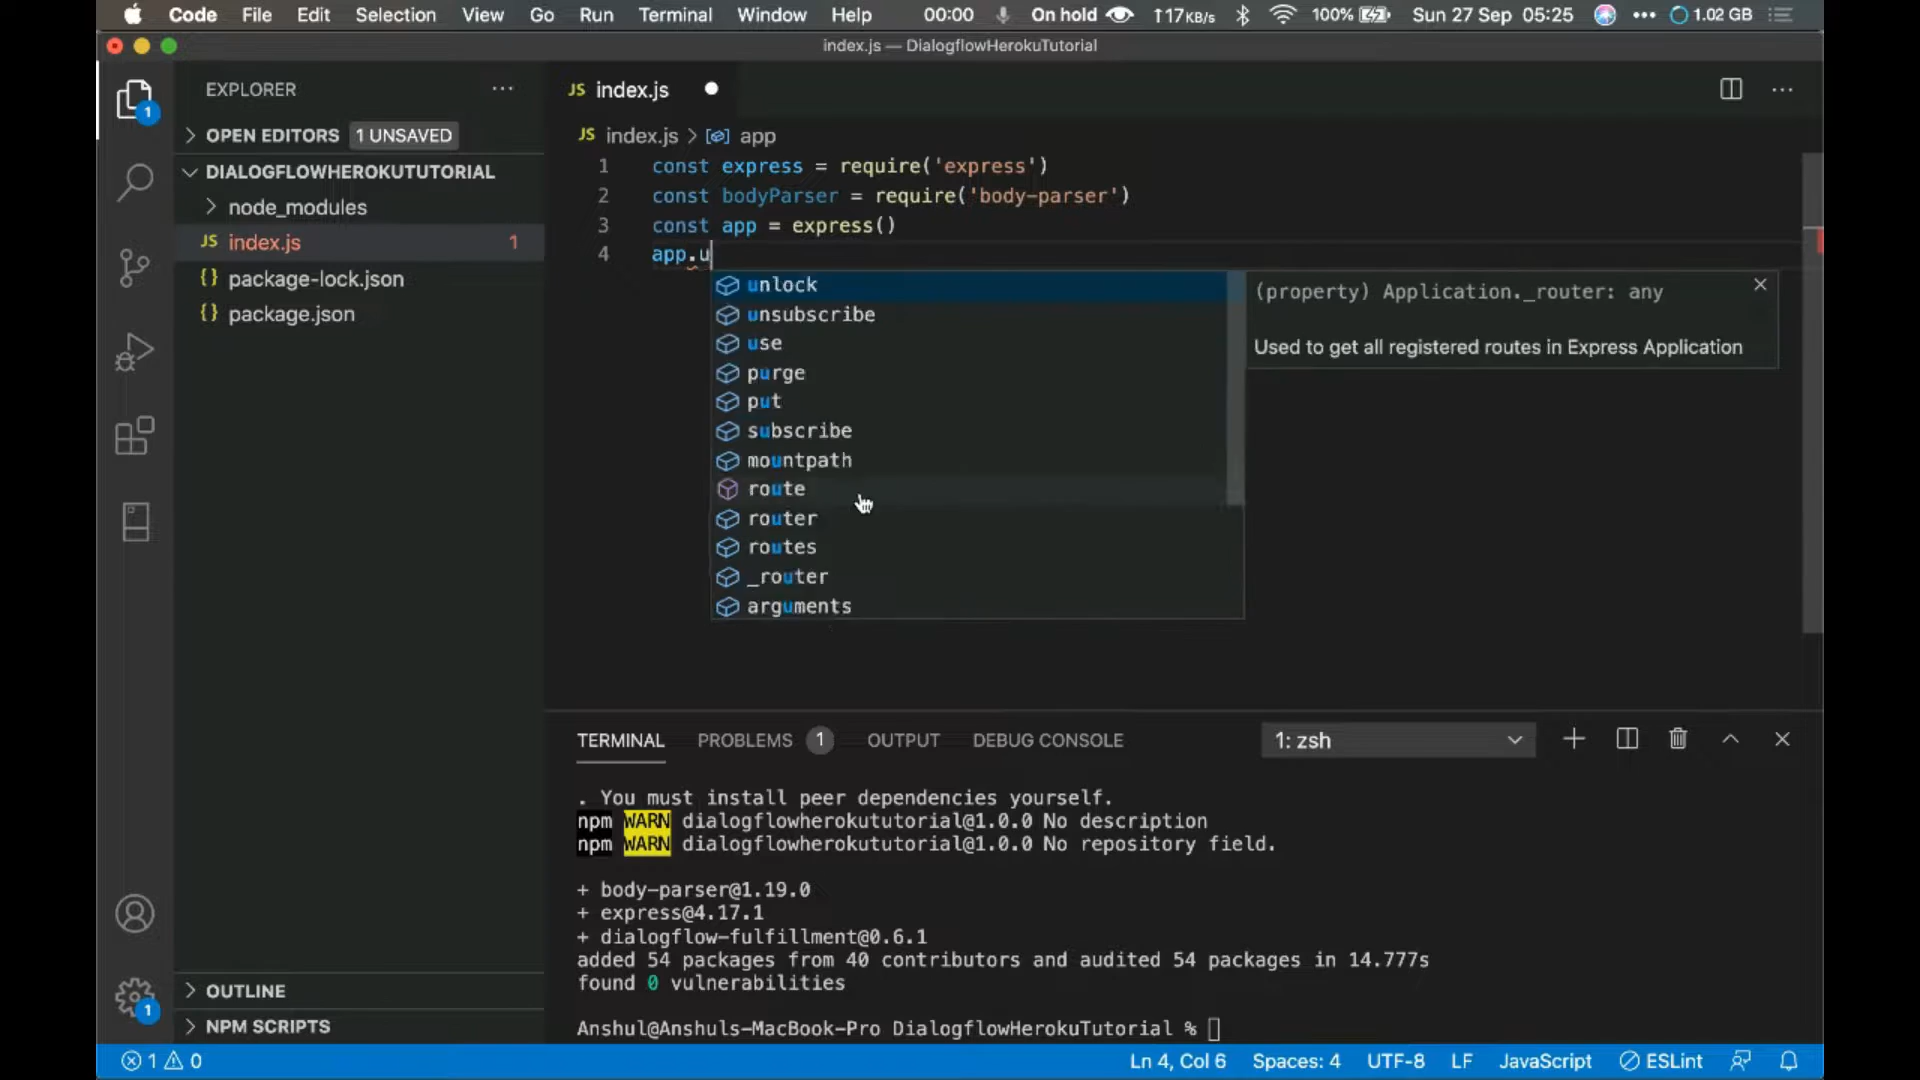 Code File Edit Selection View Go Run Terminal Window Help 00:00 On hold 117KB/s 100% Sun 27 Sep 05:25 1.02 GB
index.js — DialogflowHerokuTutorial
EXPLORER
JS index.js
OPEN EDITORS 1 UNSAVED
JS index.js > app
DIALOGFLOWHEROKUTUTORIAL
node_modules
JS index.js 1
{} package-lock.json
{} package.json
1 const express = require('express')
2 const bodyParser = require('body-parser')
3 const app = express()
4 app.u
unlock
unsubscribe
use
purge
put
subscribe
mountpath
route
router
routes
_router
arguments
(property) Application._router: any
Used to get all registered routes in Express Application
1
TERMINAL PROBLEMS 1 OUTPUT DEBUG CONSOLE 1: zsh
. You must install peer dependencies yourself.
npm WARN dialogflowherokututorial@1.0.0 No description
npm WARN dialogflowherokututorial@1.0.0 No repository field.
+ body-parser@1.19.0
+ express@4.17.1
+ dialogflow-fulfillment@0.6.1
added 54 packages from 40 contributors and audited 54 packages in 14.777s
found 0 vulnerabilities
Anshul@Anshuls-MacBook-Pro DialogflowHerokuTutorial %
OUTLINE
1
NPM SCRIPTS
1 0 Ln 4, Col 6 Spaces: 4 UTF-8 LF JavaScript ESLint